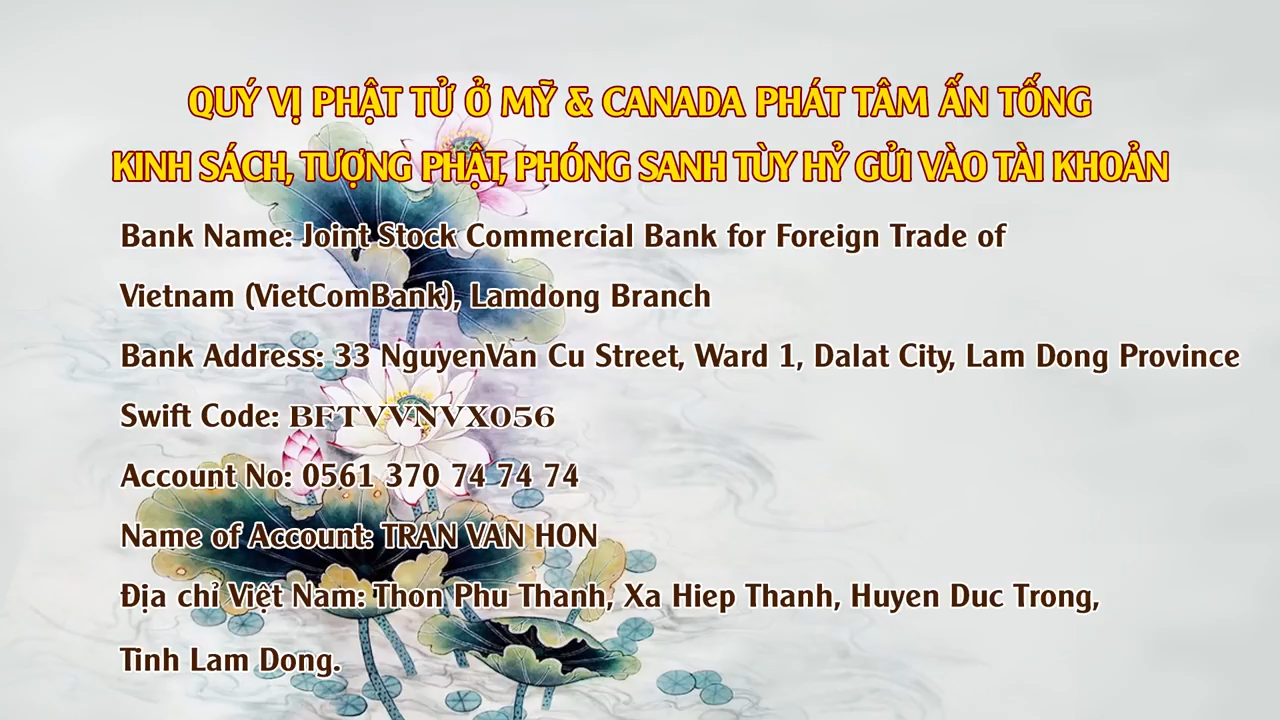 QUÝ VỊ PHẬT TỬ Ở MỸ & CANADA PHÁT TÂM ẤN TỐNG
KINH SÁCH, TƯỢNG PHẬT, PHÓNG SANH TÙY HỶ GỬI VÀO TÀI KHOẢN
Bank Name: Joint Stock Commercial Bank for Foreign Trade of
Vietnam (VietComBank), Lamdong Branch
Bank Address: 33 NguyenVan Cu Street, Ward 1, Dalat City, Lam Dong Province
Swift Code: BFTVVNVX056
Account No: 0561 370 74 74 74
Name of Account: TRAN VAN HON
Địa chỉ Việt Nam: Thon Phu Thanh, Xa Hiep Thanh, Huyen Duc Trong,
Tinh Lam Dong.